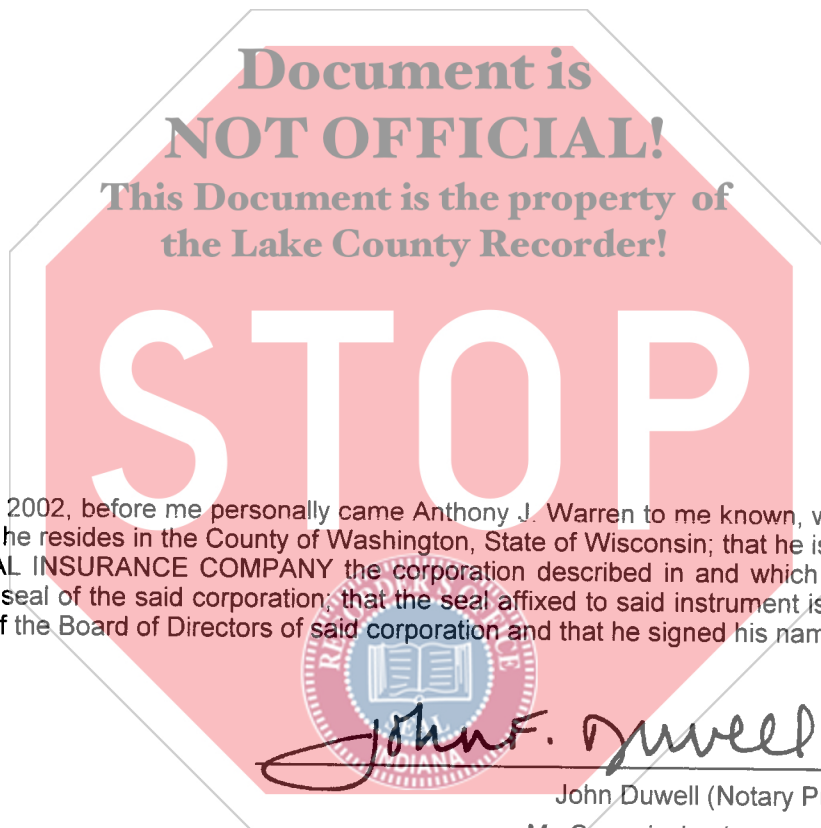 Document is
NOT OFFICIAL!
This Document is the property of
the Lake County Recorder!
STOP
2002, before me personally came Anthony J. Warren to me known,
he resides in the County of Washington, State of Wisconsin; that he is
AL INSURANCE COMPANY the corporation described in and which
seal of the said corporation; that the seal affixed to said instrument is
f the Board of Directors of said corporation and that he signed his nam
RECORDER'S OFFICE
SEAL
INDIANA
John F. Duwell
John Duwell (Notary P